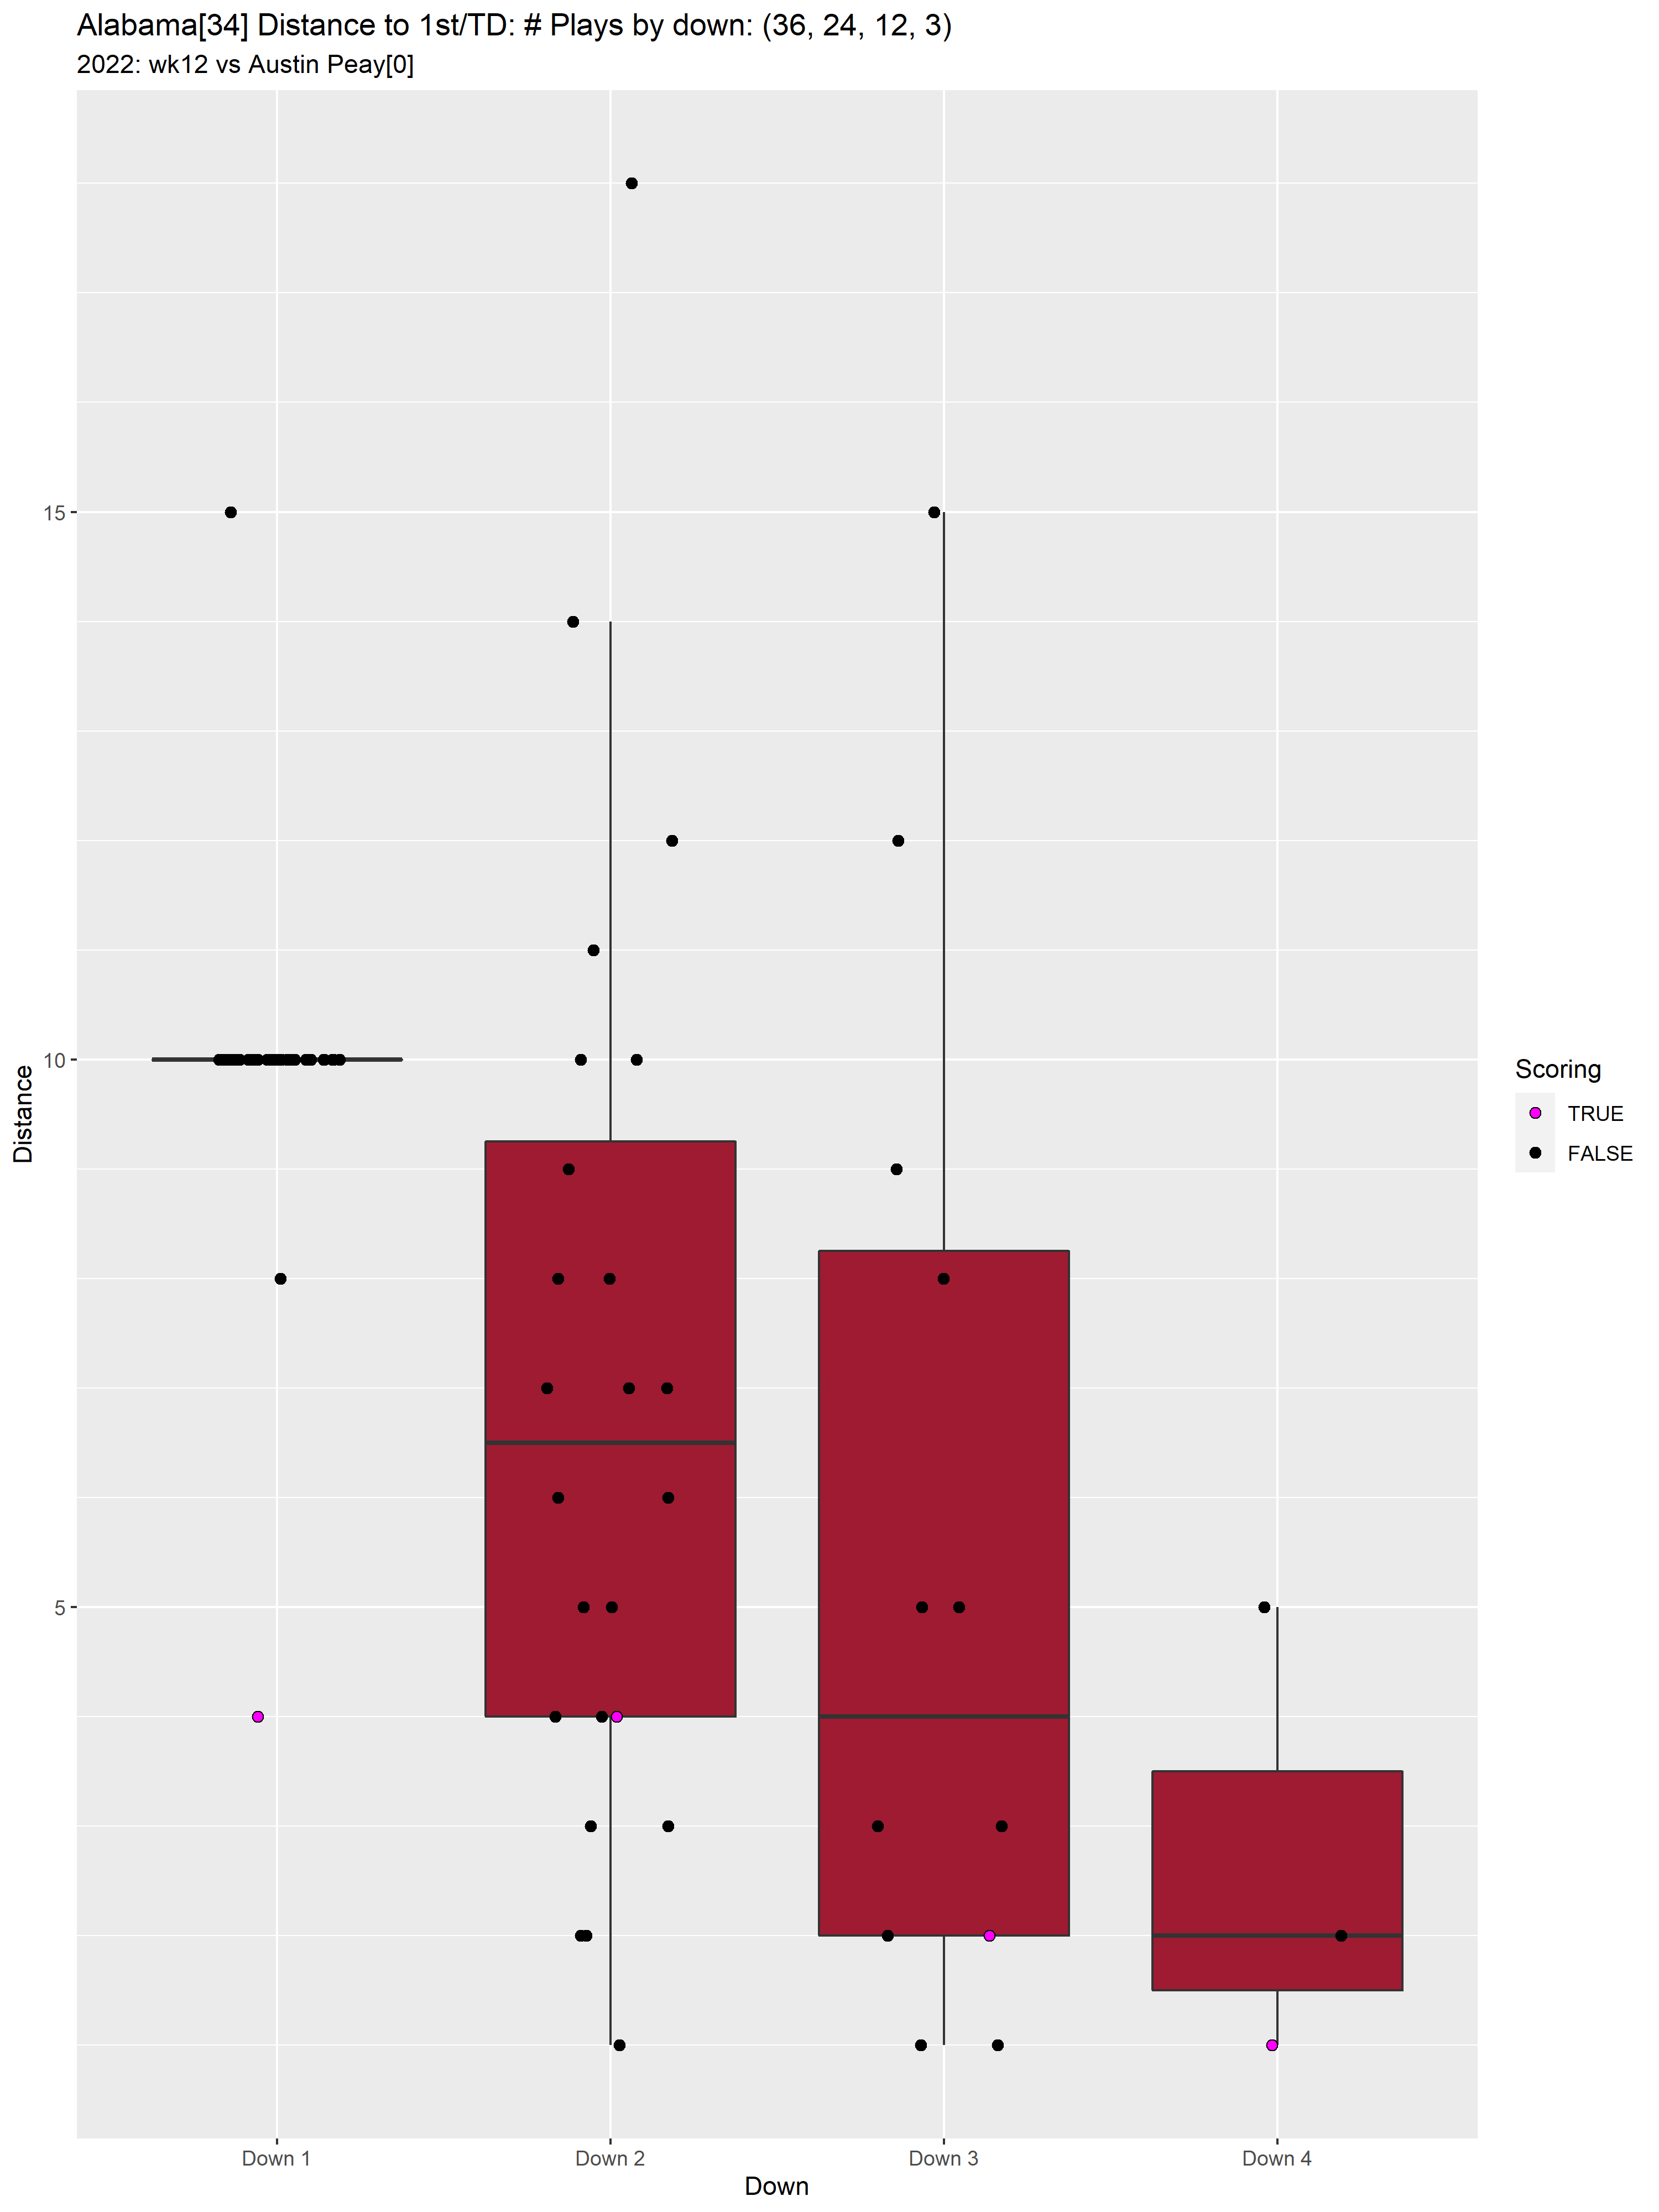 Alabama[34] Distance to 1st/TD: # Plays by down: (36, 24, 12, 3)
2022: wk12 vs Austin Peay[0]
15
10
5
Distance
Down 1
Down 2
Down 3
Down 4
Down
Scoring
TRUE
FALSE